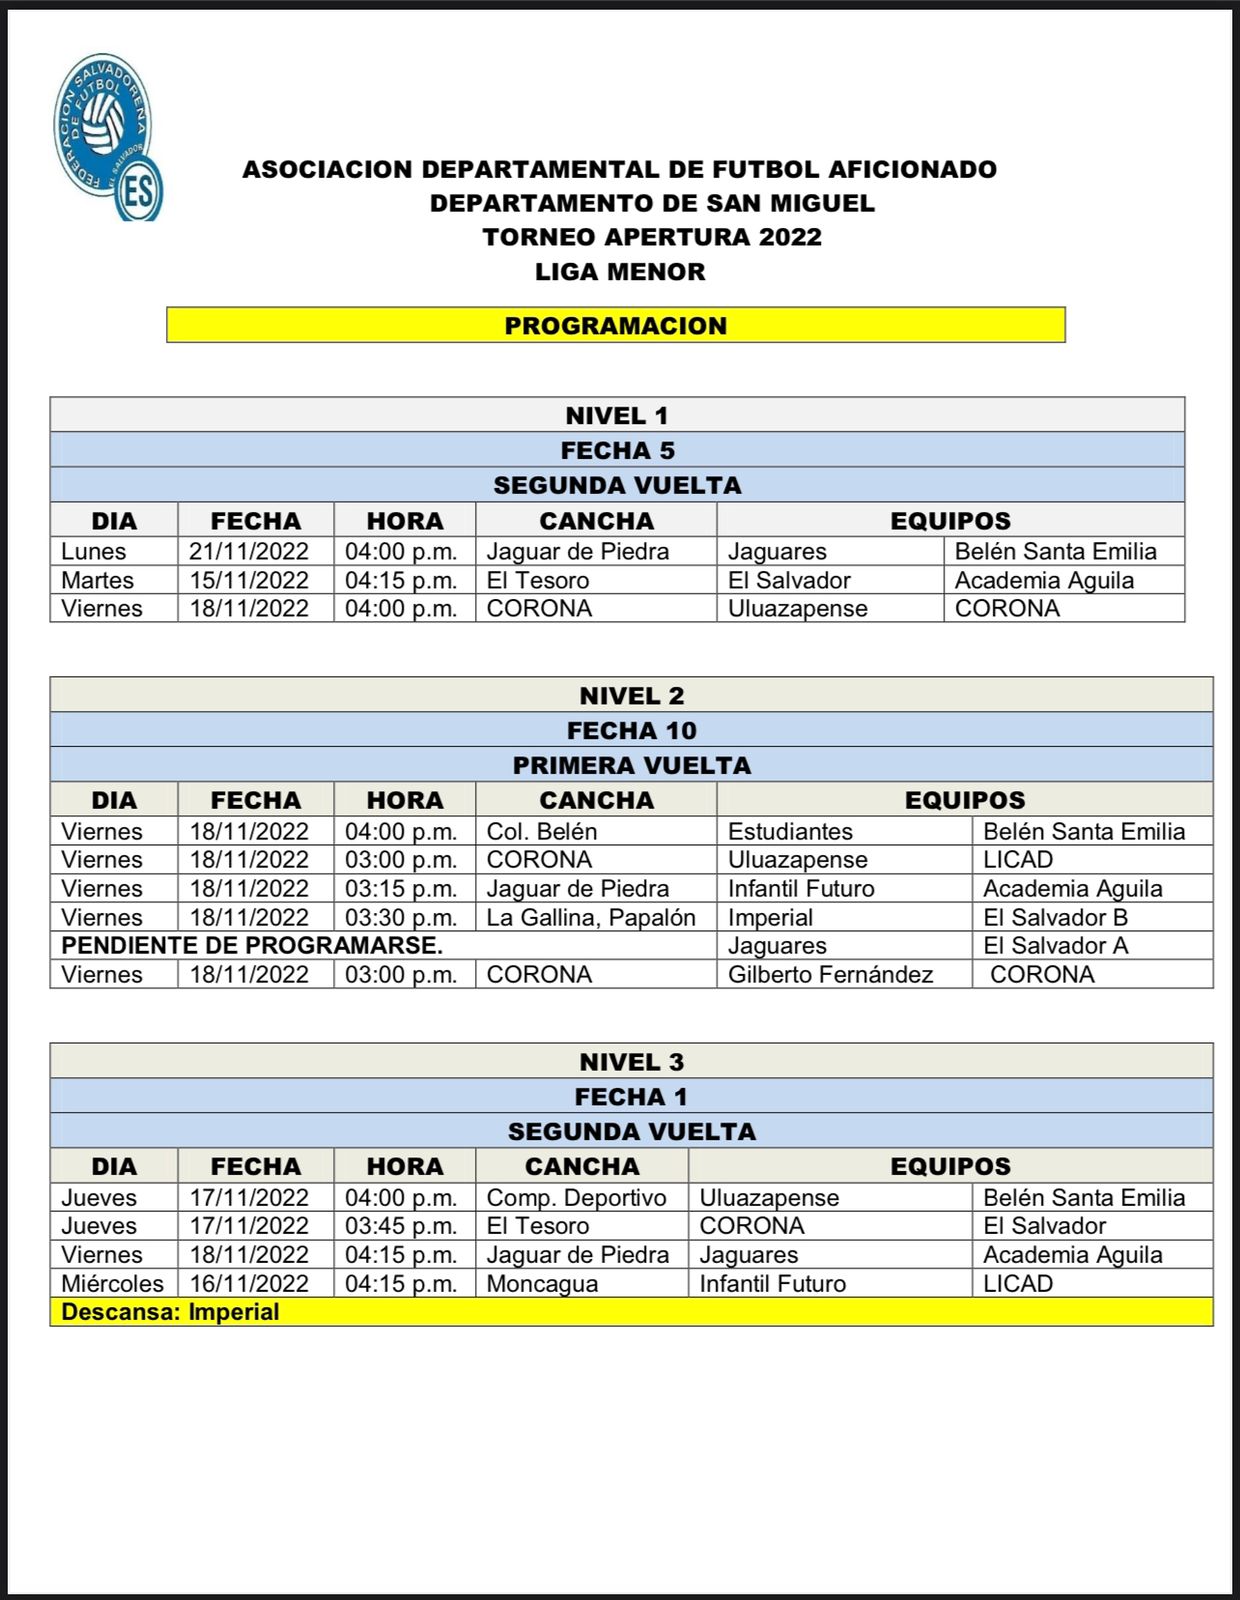 FEDERACION SALVADOREÑA
DE FUTBOL
EL SALVADOR
ES
ASOCIACION DEPARTAMENTAL DE FUTBOL AFICIONADO
DEPARTAMENTO DE SAN MIGUEL
TORNEO APERTURA 2022
LIGA MENOR
PROGRAMACION
NIVEL 1
FECHA 5
SEGUNDA VUELTA
DIA FECHA HORA CANCHA EQUIPOS
Lunes 21/11/2022 04:00 p.m. Jaguar de Piedra Jaguares Belén Santa Emilia
Martes 15/11/2022 04:15 p.m. El Tesoro El Salvador Academia Aguila
Viernes 18/11/2022 04:00 p.m. CORONA Uluazapense CORONA
NIVEL 2
FECHA 10
PRIMERA VUELTA
DIA FECHA HORA CANCHA EQUIPOS
Viernes 18/11/2022 04:00 p.m. Col. Belén Estudiantes Belén Santa Emilia
Viernes 18/11/2022 03:00 p.m. CORONA Uluazapense LICAD
Viernes 18/11/2022 03:15 p.m. Jaguar de Piedra Infantil Futuro Academia Aguila
Viernes 18/11/2022 03:30 p.m. La Gallina, Papalón Imperial El Salvador B
PENDIENTE DE PROGRAMARSE. Jaguares El Salvador A
Viernes 18/11/2022 03:00 p.m. CORONA Gilberto Fernández CORONA
NIVEL 3
FECHA 1
SEGUNDA VUELTA
DIA FECHA HORA CANCHA EQUIPOS
Jueves 17/11/2022 04:00 p.m. Comp. Deportivo Uluazapense Belén Santa Emilia
Jueves 17/11/2022 03:45 p.m. El Tesoro CORONA El Salvador
Viernes 18/11/2022 04:15 p.m. Jaguar de Piedra Jaguares Academia Aguila
Miércoles 16/11/2022 04:15 p.m. Moncagua Infantil Futuro LICAD
Descansa: Imperial